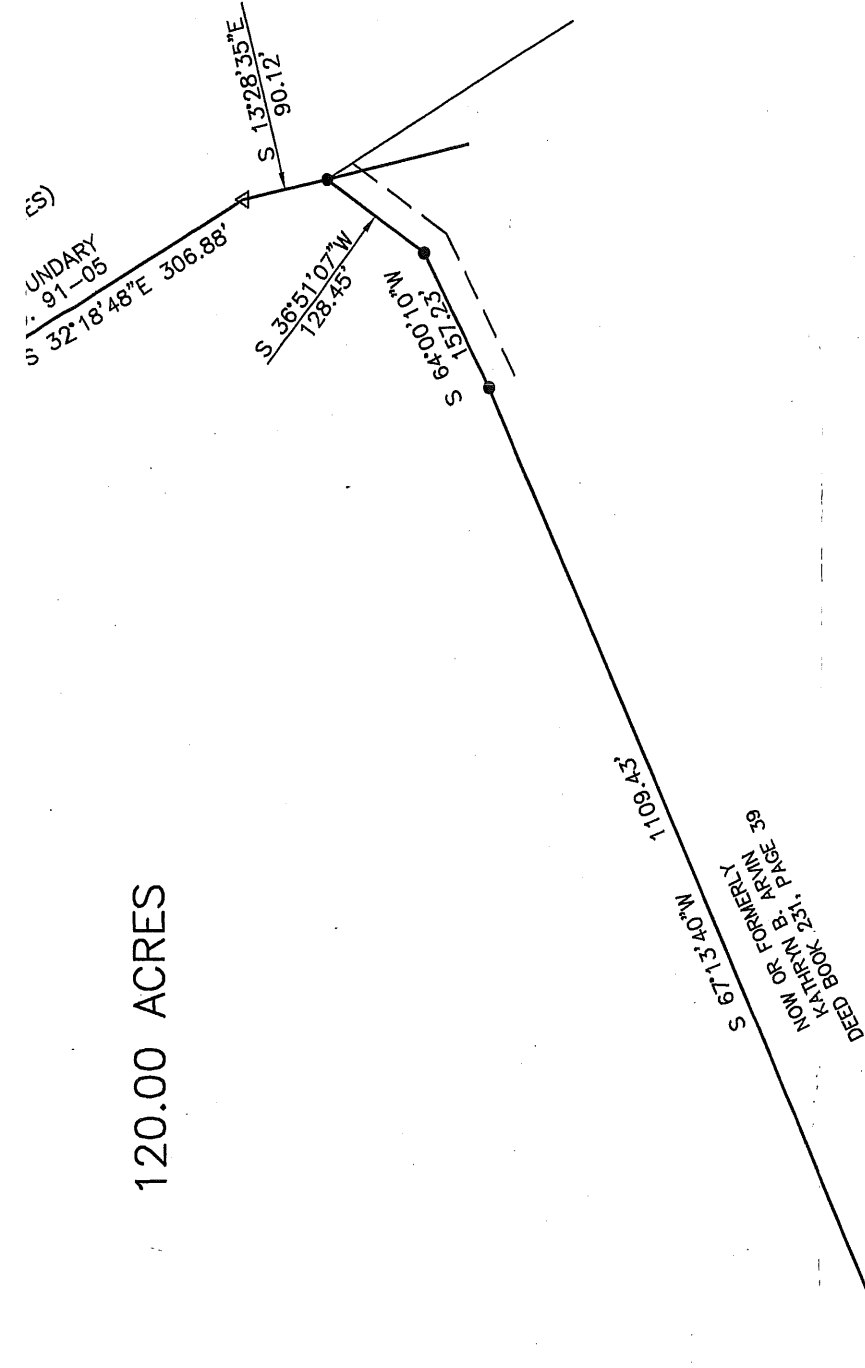 S 13°28'35"E
90.12'
UNDARY
91-05
S 32°18'48"E 306.88'
S 36°51'07"W
128.45'
S 64°00'10"W
157.23'
1109.43'
S 67°13'40"W
NOW OR FORMERLY
KATHRYN B. ARVIN
DEED BOOK 231, PAGE 39
120.00 ACRES